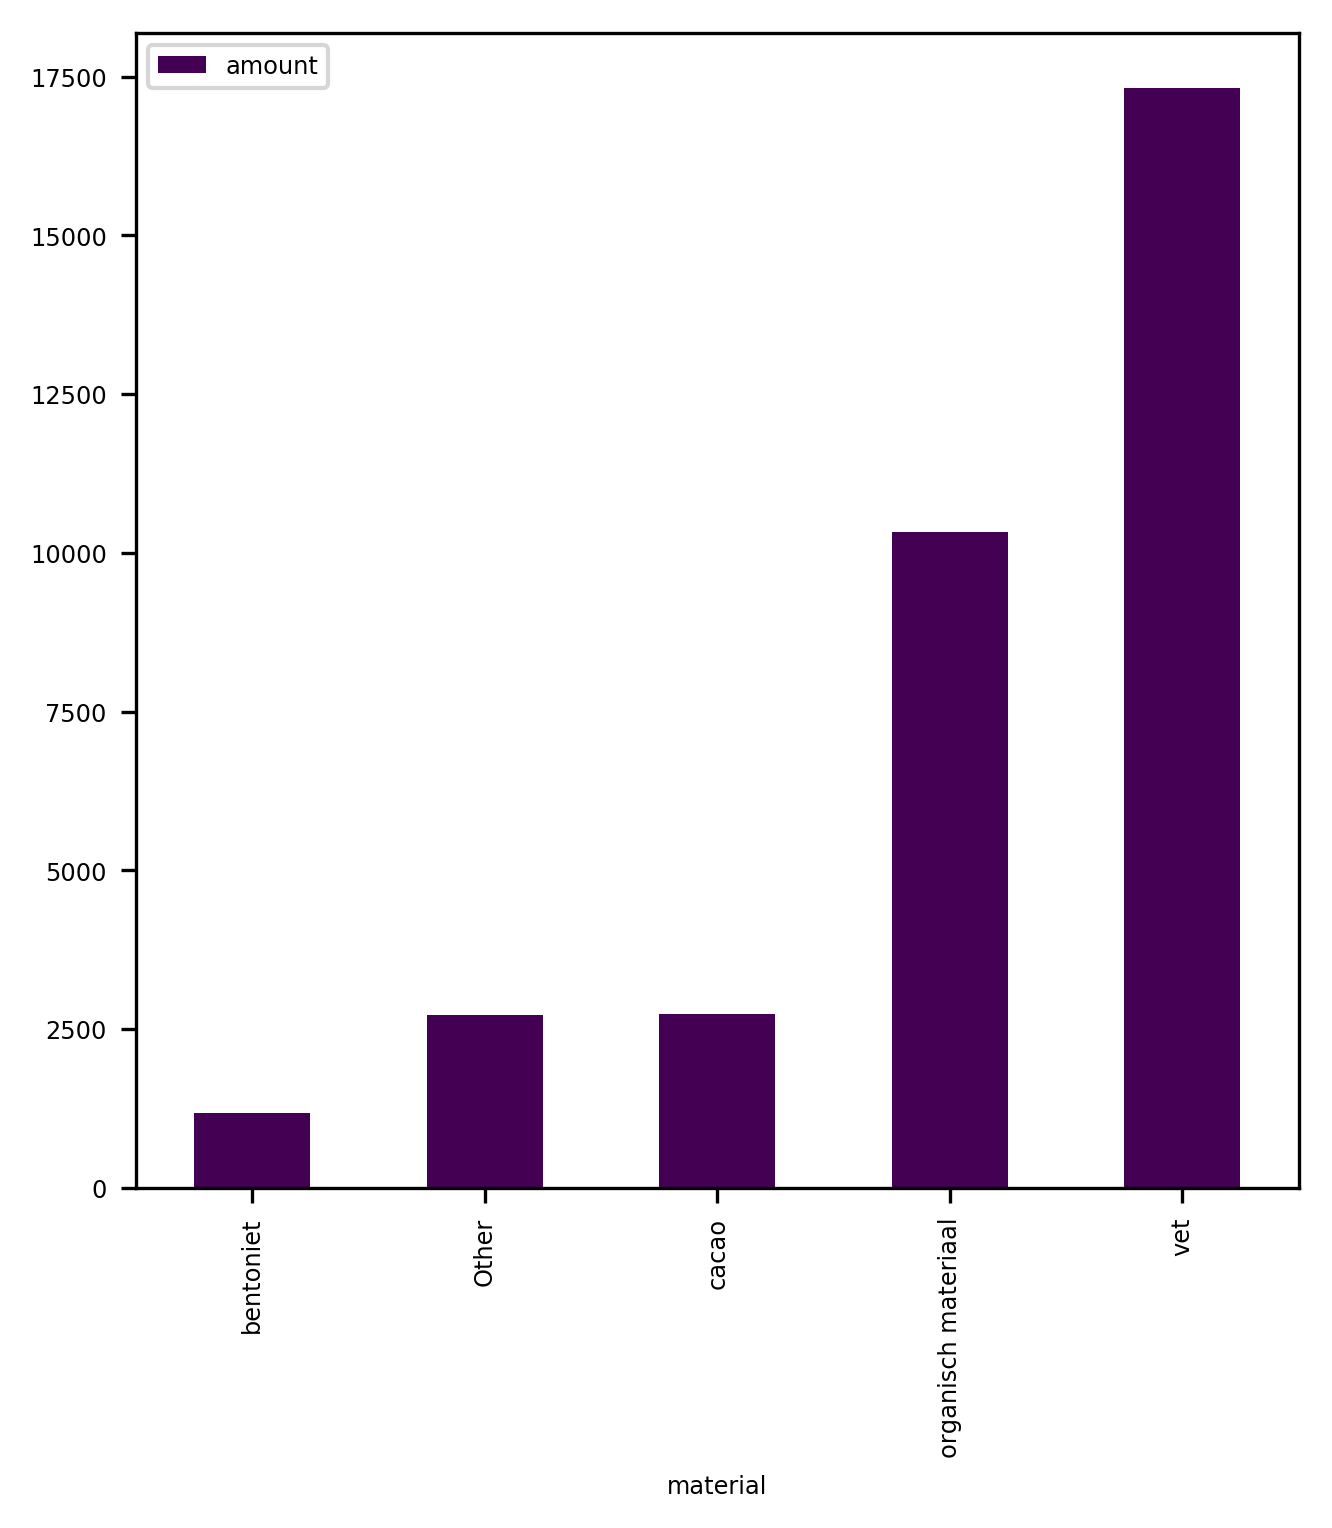 amount
17500
15000
12500
10000
7500
5000
2500
0
bentoniet
Other
cacao
organisch materiaal
vet
material